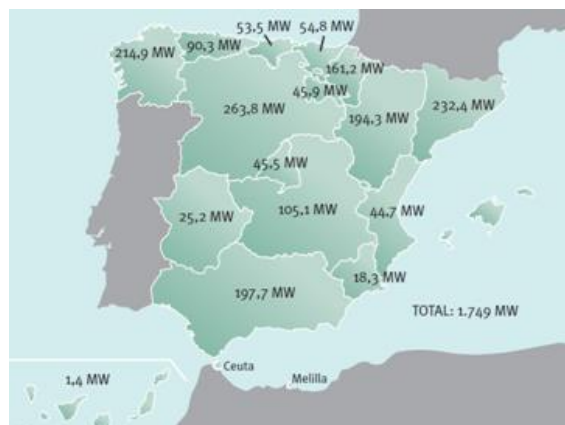 53,5 MW 54,8 MW
214,9 MW 90,3 MW
161,2 MW
45,9 MW
263,8 MW
194,3 MW
232,4 MW
45,5 MW
25,2 MW
105,1 MW
44,7 MW
18,3 MW
197,7 MW
TOTAL: 1.749 MW
Ceuta
1,4 MW
Melilla